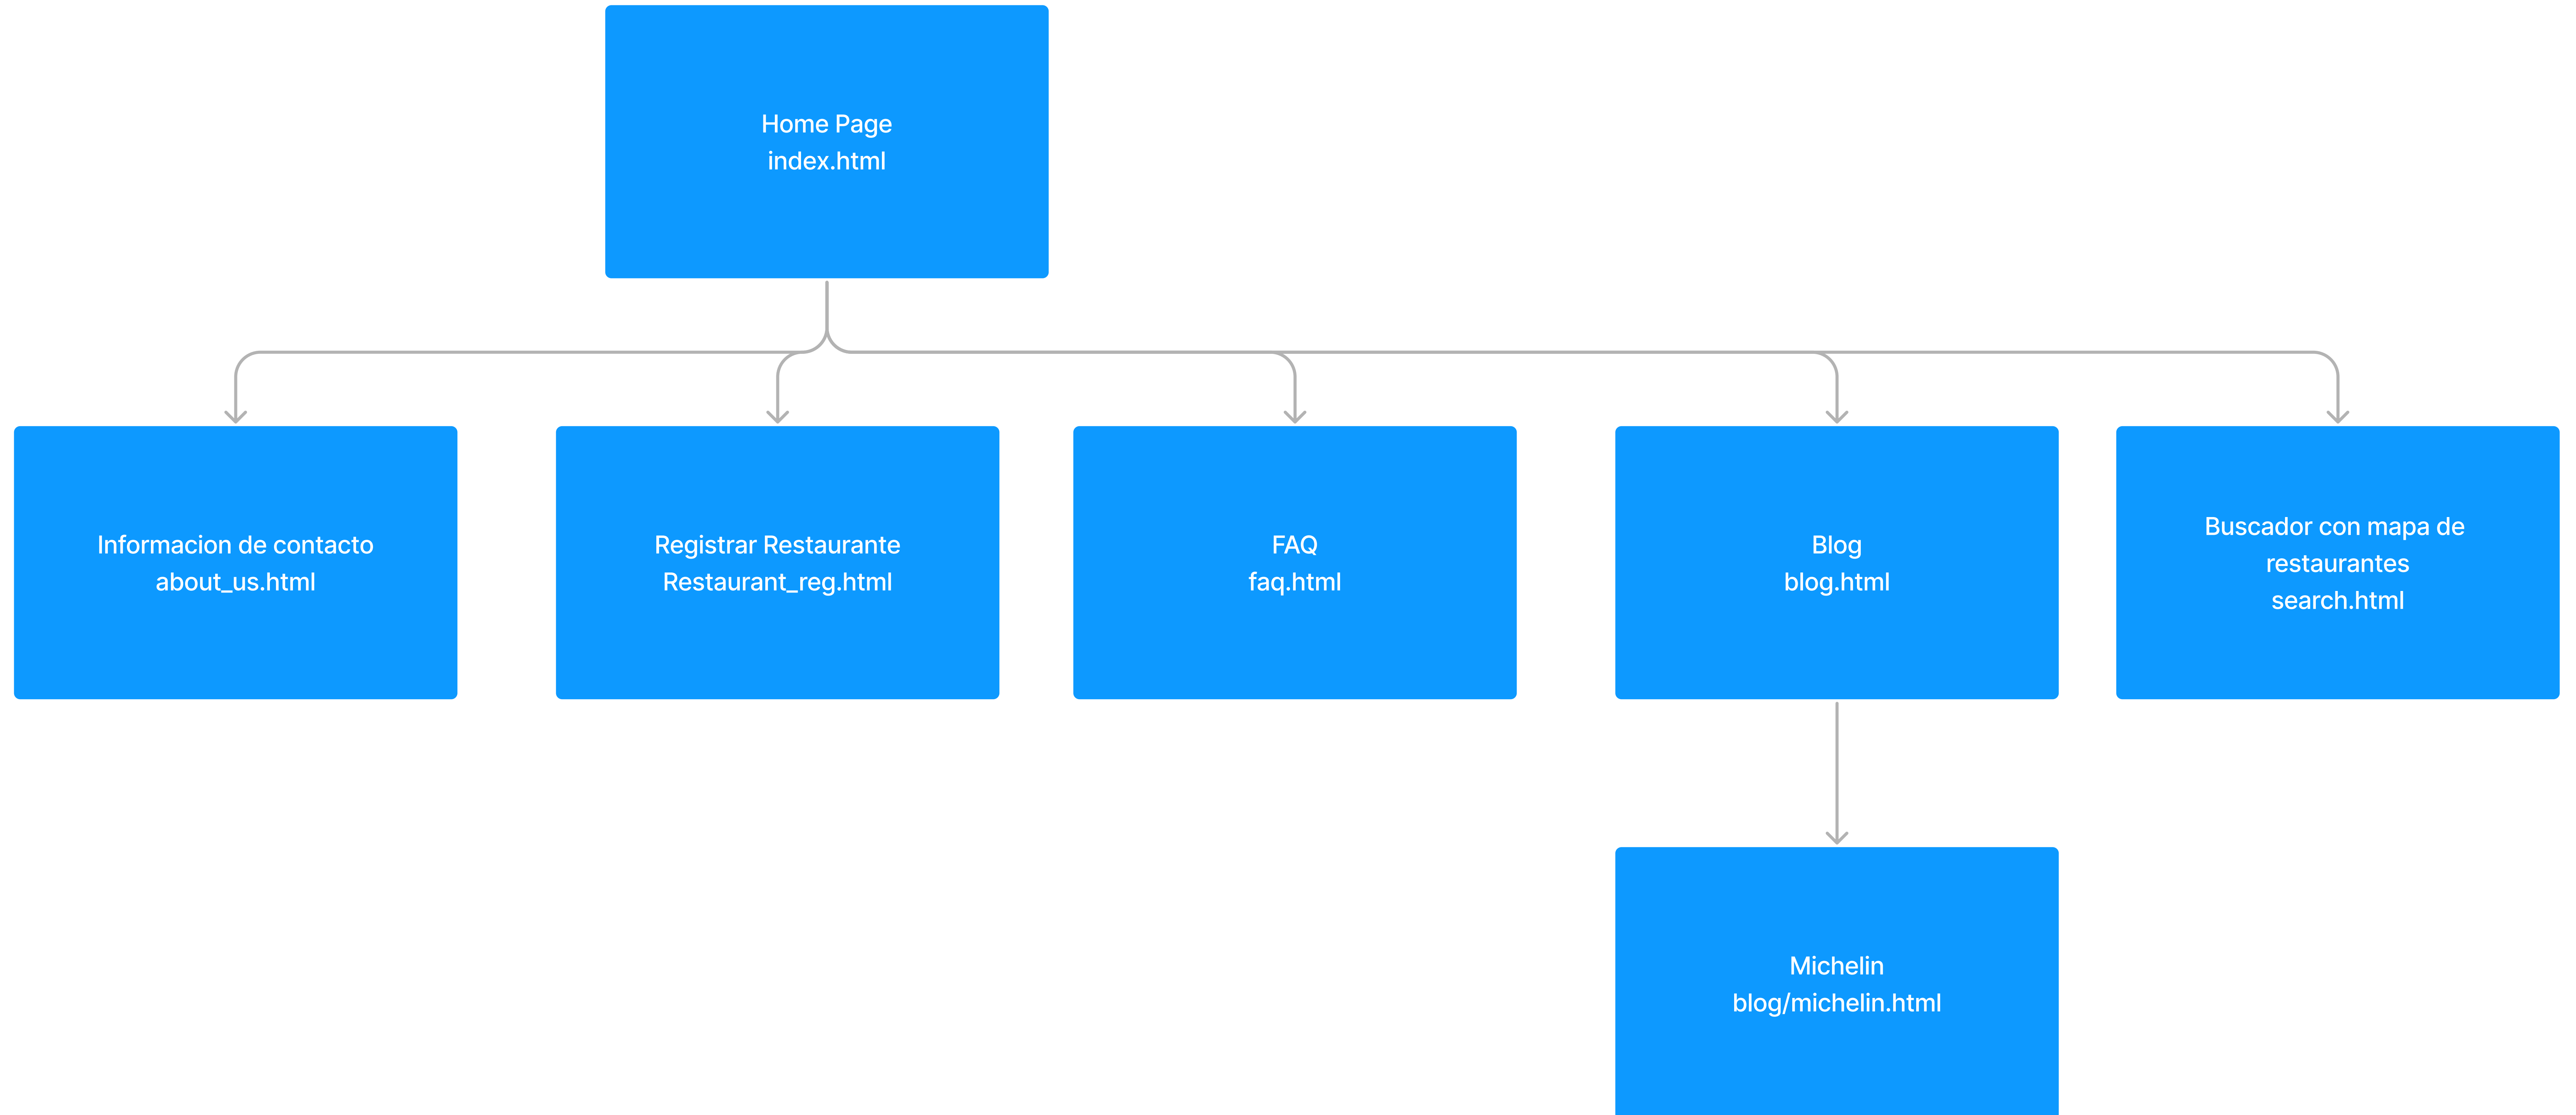 Home Page
index.html
Informacion de contacto
about_us.html
Registrar Restaurante
Restaurant_reg.html
FAQ
faq.html
Blog
blog.html
Buscador con mapa de
restaurantes
search.html
Michelin
blog/michelin.html